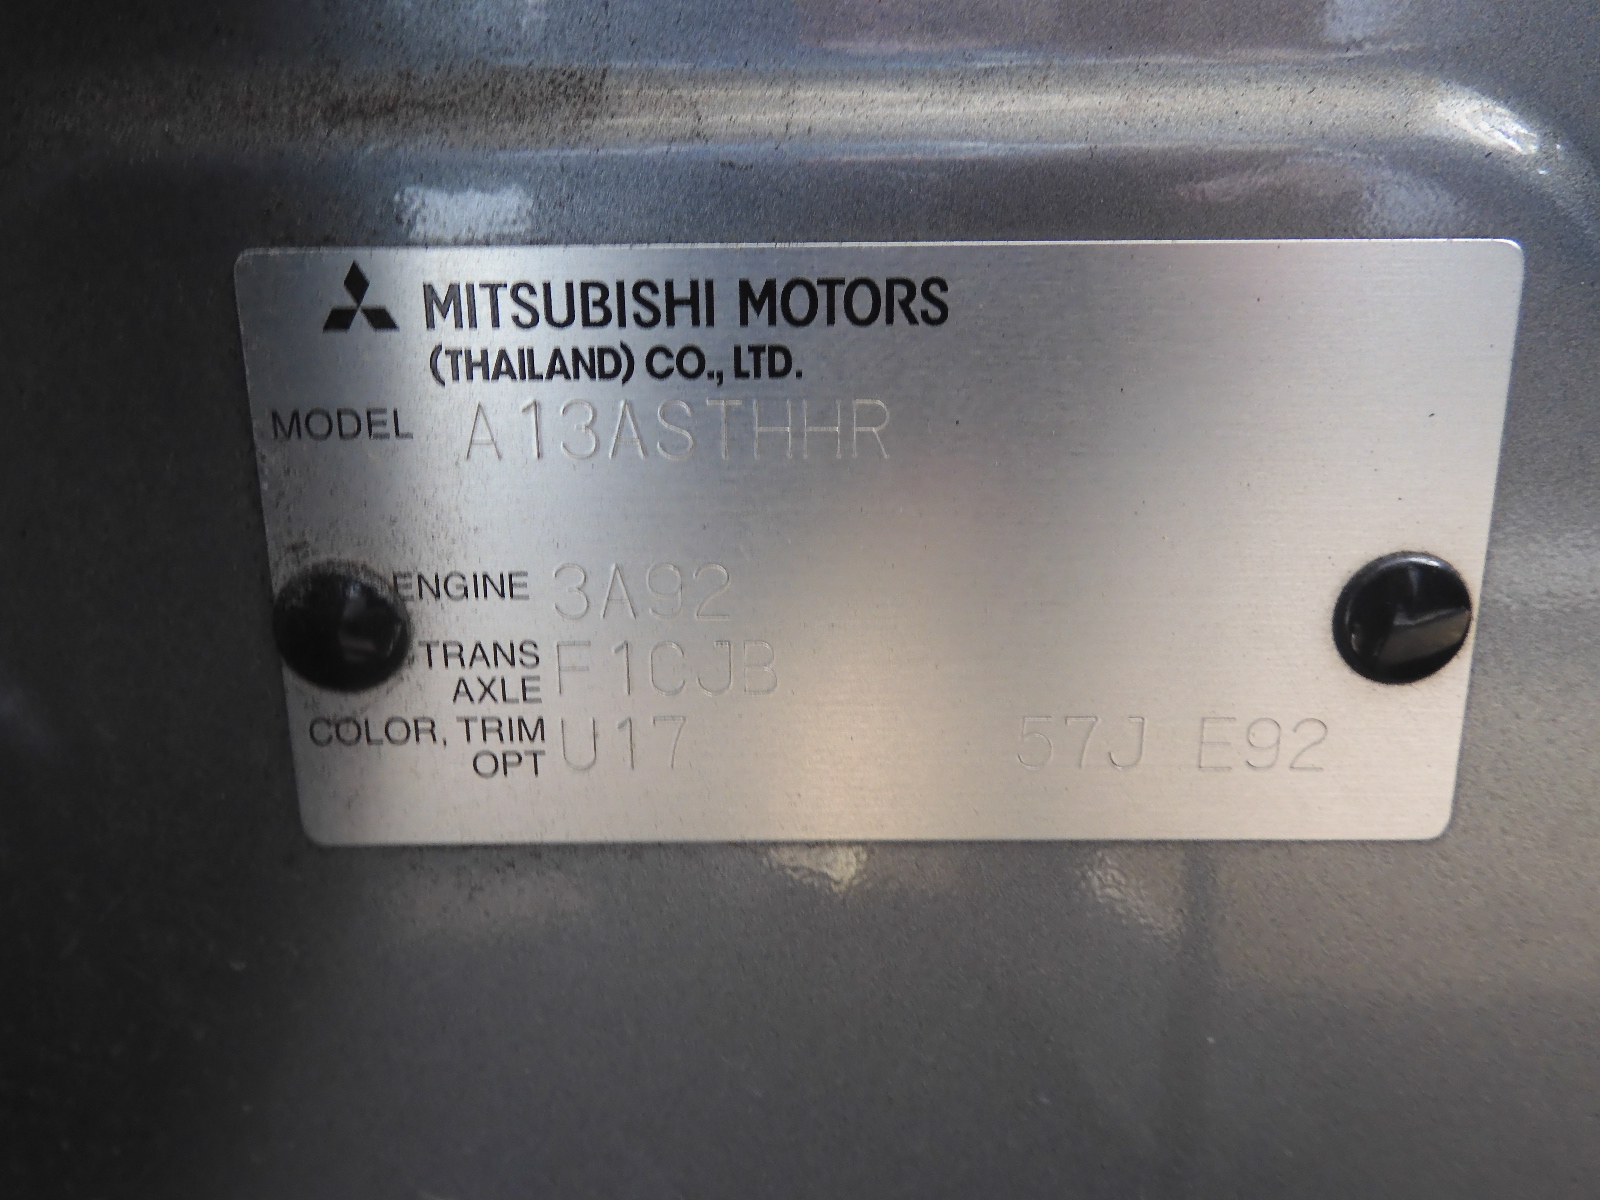 MITSUBISHI MOTORS
(THAILAND) CO., LTD.
MODEL A13ASTHHR
ENGINE 3A92
TRANS AXLE F1CJB
COLOR, TRIM OPT U17 57J E92